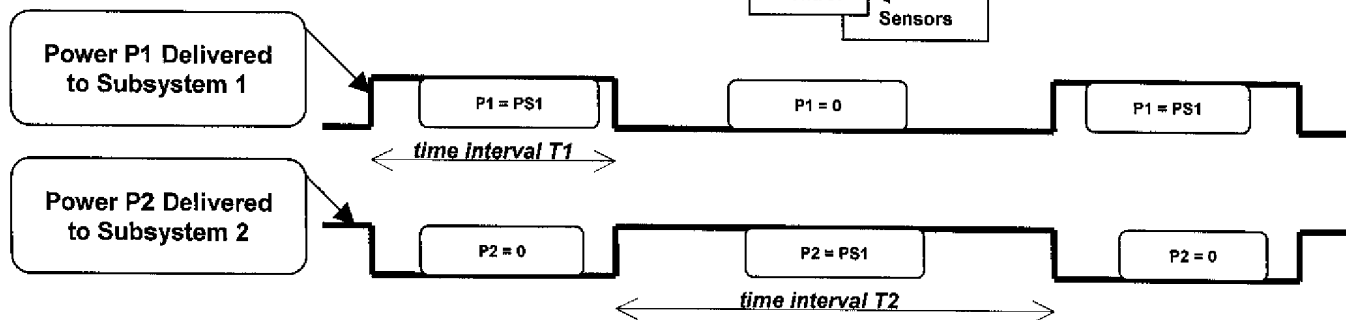 Sensors
Power P1 Delivered
to Subsystem 1
P1 = PS1
P1 = 0
P1 = PS1
time interval T1
Power P2 Delivered
to Subsystem 2
P2 = 0
P2 = PS1
P2 = 0
time interval T2